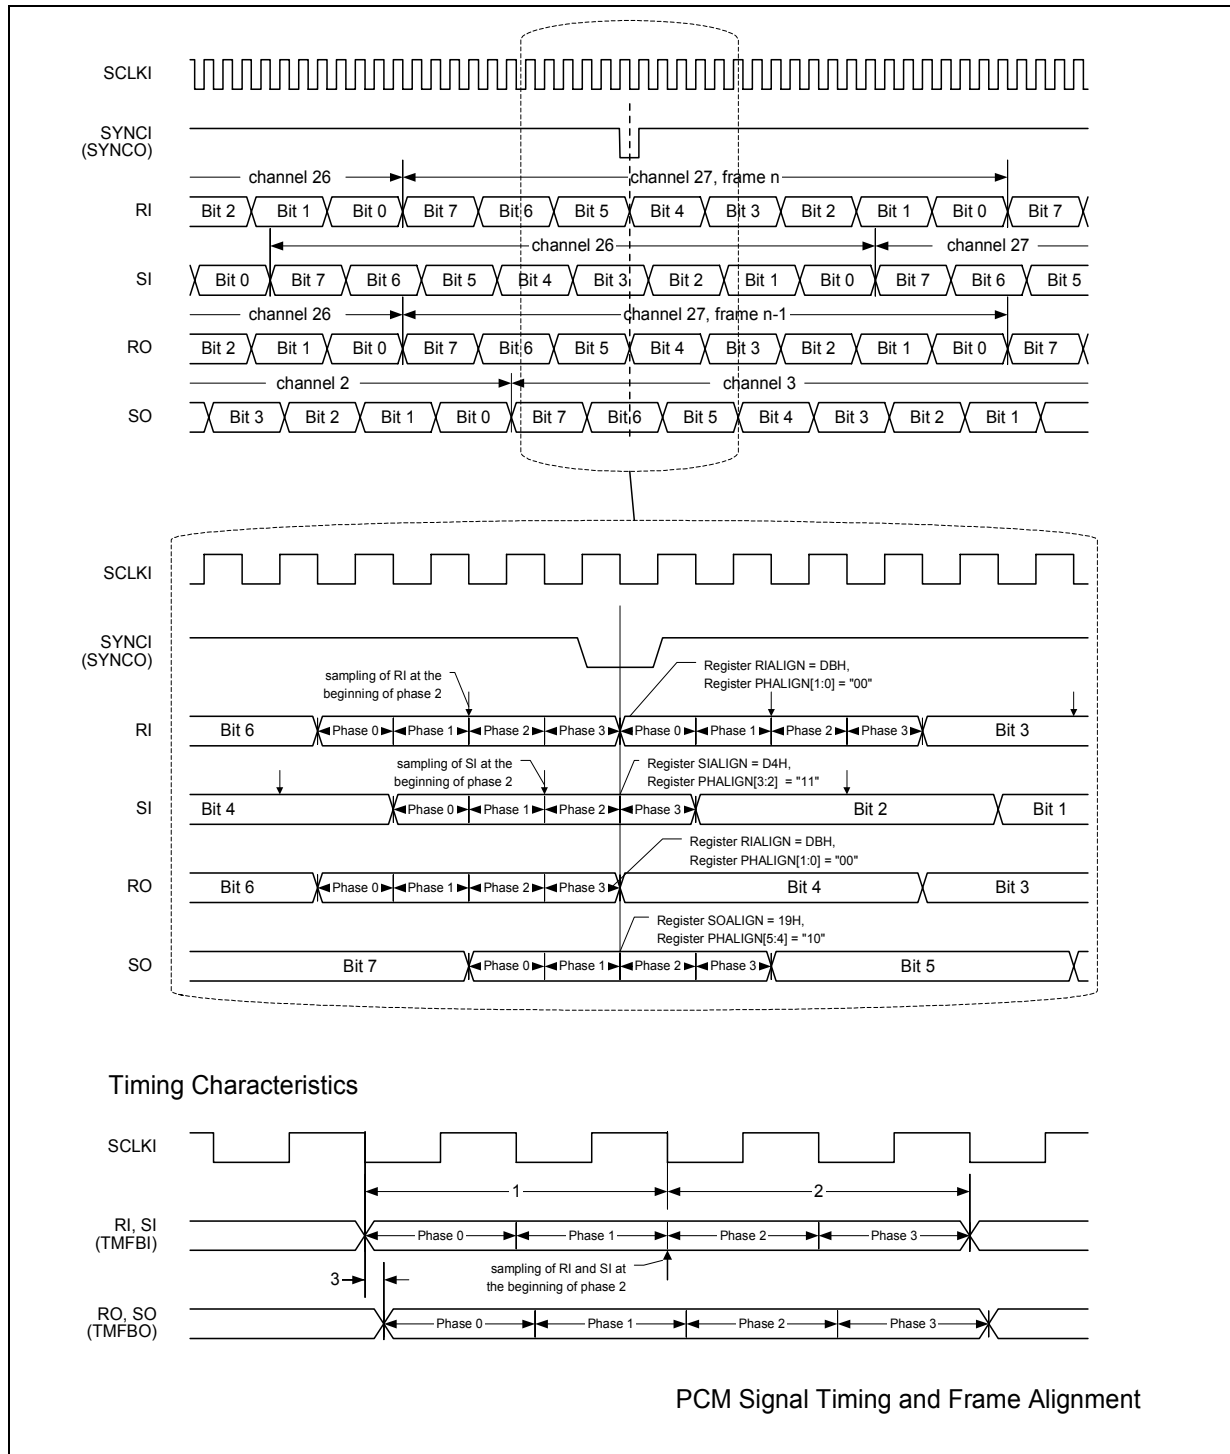 SCLKI
SYNCI
(SYNCO)
channel 26
channel 27, frame n
RI
Bit 2 Bit 1 Bit 0 Bit 7 Bit 6 Bit 5 Bit 4 Bit 3 Bit 2 Bit 1 Bit 0 Bit 7
channel 26
channel 27
SI
Bit 0 Bit 7 Bit 6 Bit 5 Bit 4 Bit 3 Bit 2 Bit 1 Bit 0 Bit 7 Bit 6 Bit 5
channel 26
channel 27, frame n-1
RO
Bit 2 Bit 1 Bit 0 Bit 7 Bit 6 Bit 5 Bit 4 Bit 3 Bit 2 Bit 1 Bit 0 Bit 7
channel 2
channel 3
SO
Bit 3 Bit 2 Bit 1 Bit 0 Bit 7 Bit 6 Bit 5 Bit 4 Bit 3 Bit 2 Bit 1
SCLKI
SYNCI
(SYNCO)
sampling of RI at the
beginning of phase 2
Register RIALIGN = DBH,
Register PHALIGN[1:0] = "00"
RI
Bit 6 Phase 0 Phase 1 Phase 2 Phase 3 Phase 0 Phase 1 Phase 2 Phase 3 Bit 3
sampling of SI at the
beginning of phase 2
Register SIALIGN = D4H,
Register PHALIGN[3:2] = "11"
SI
Bit 4 Phase 0 Phase 1 Phase 2 Phase 3 Bit 2 Bit 1
Register RIALIGN = DBH,
Register PHALIGN[1:0] = "00"
RO
Bit 6 Phase 0 Phase 1 Phase 2 Phase 3 Bit 4 Bit 3
Register SOALIGN = 19H,
Register PHALIGN[5:4] = "10"
SO
Bit 7 Phase 0 Phase 1 Phase 2 Phase 3 Bit 5
Timing Characteristics
SCLKI
1 2
RI, SI
(TMFBI)
Phase 0 Phase 1 Phase 2 Phase 3
sampling of RI and SI at
the beginning of phase 2
3
RO, SO
(TMFBO)
Phase 0 Phase 1 Phase 2 Phase 3
PCM Signal Timing and Frame Alignment